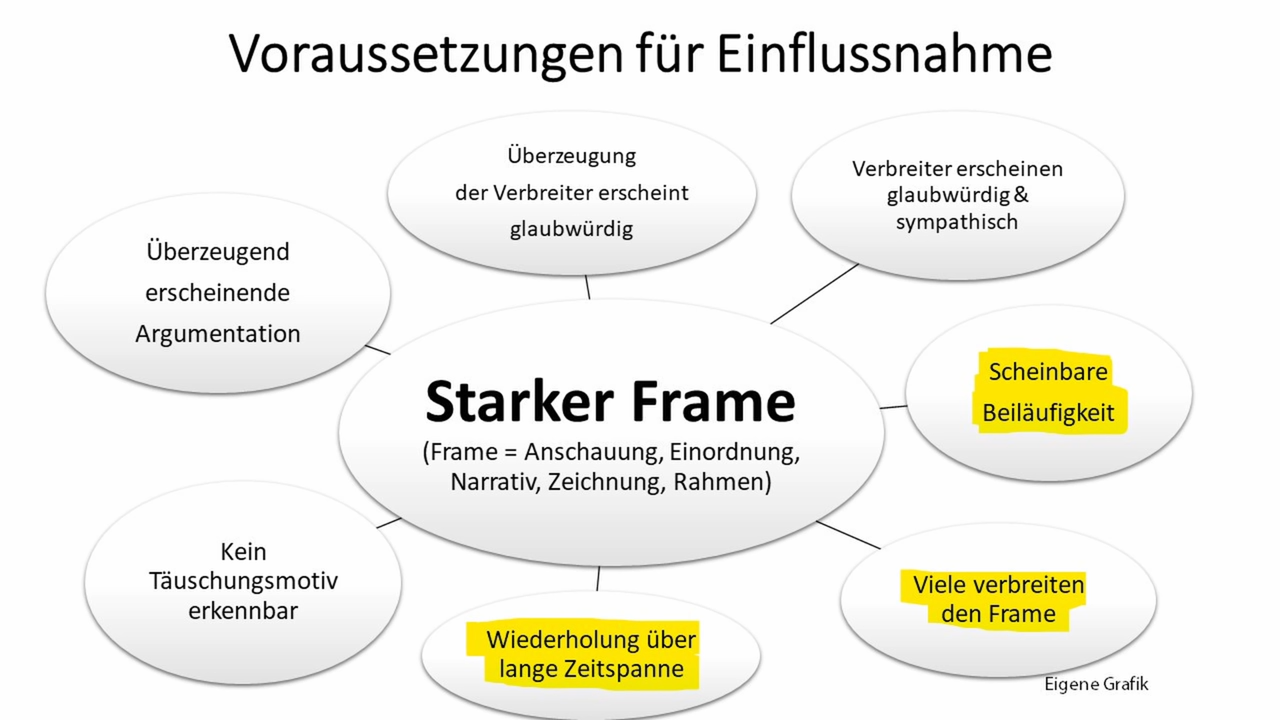 Voraussetzungen für Einflussnahme
Überzeugung
der Verbreiter erscheint
glaubwürdig
Verbreiter erscheinen
glaubwürdig &
sympathisch
Überzeugend
erscheinende
Argumentation
Starker Frame
(Frame = Anschauung, Einordnung,
Narrativ, Zeichnung, Rahmen)
Scheinbare
Beiläufigkeit
Kein
Täuschungsmotiv
erkennbar
Wiederholung über
lange Zeitspanne
Viele verbreiten
den Frame
Eigene Grafik